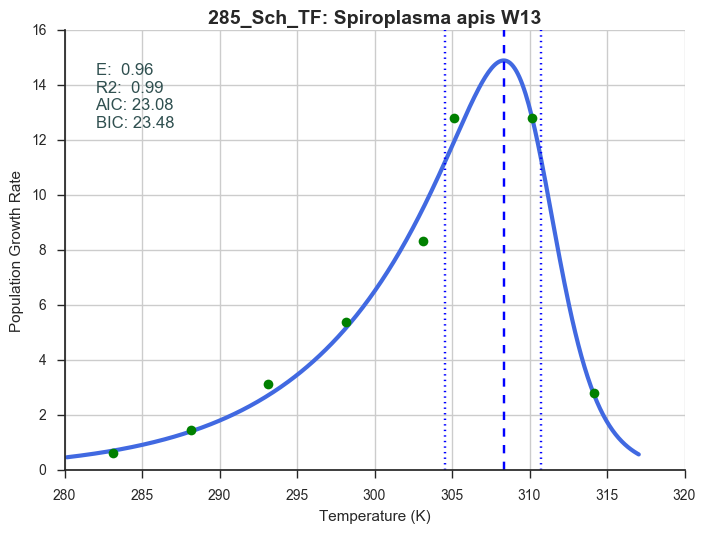 285_Sch_TF: Spiroplasma apis W13
E:  0.96
R2:  0.99
AIC: 23.08
BIC: 23.48
Population Growth Rate
16
14
12
10
8
6
4
2
0
280 285 290 295 300 305 310 315 320
Temperature (K)